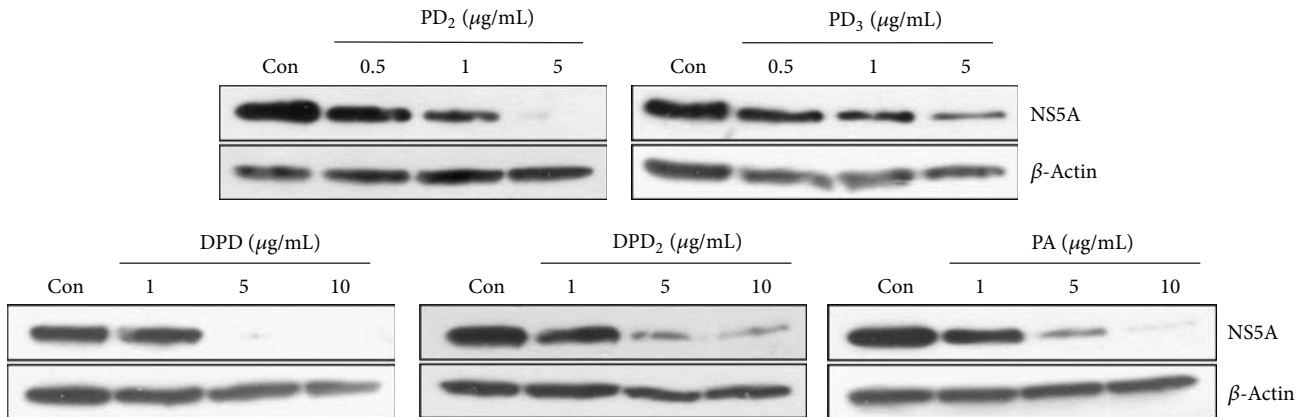 PD₂ (μg/mL) PD₃ (μg/mL)
Con 0.5 1 5 Con 0.5 1 5
NS5A
β-Actin
DPD (μg/mL) DPD₂ (μg/mL) PA (μg/mL)
Con 1 5 10 Con 1 5 10 Con 1 5 10
NS5A
β-Actin